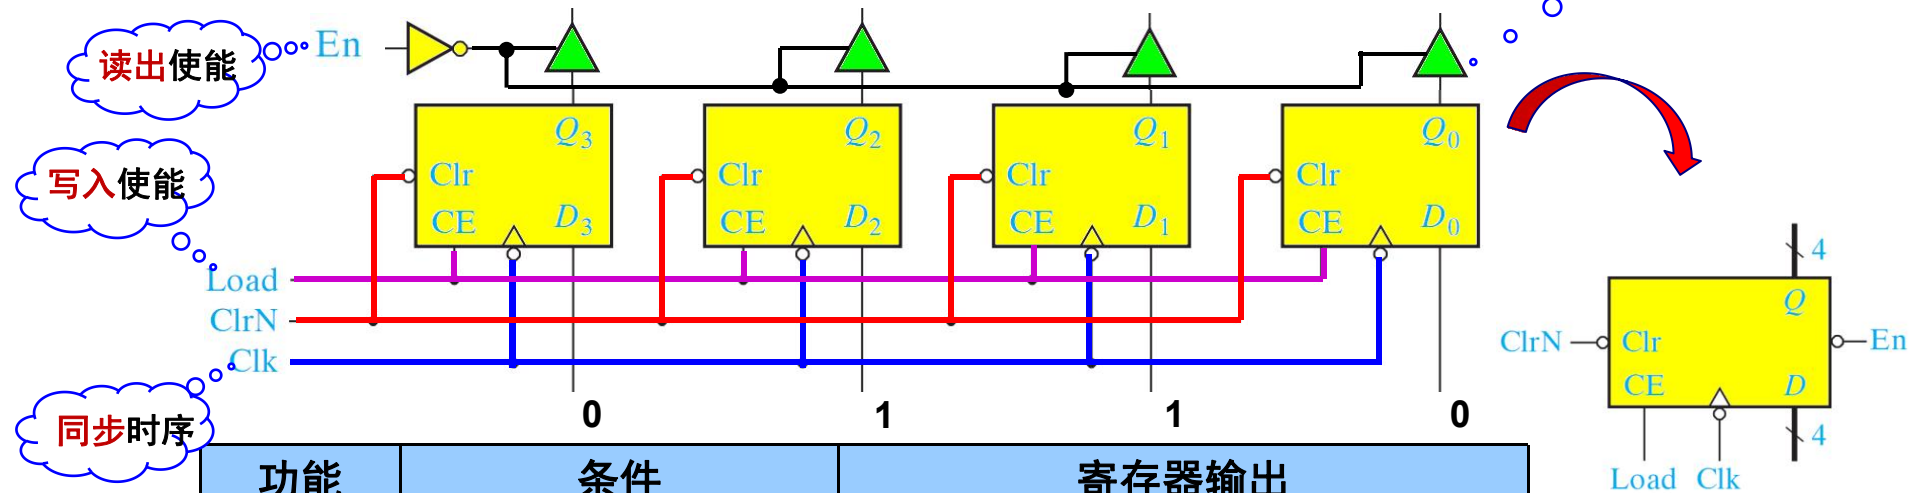 读出使能
En
Q3
Q2
Q1
Q0
Clr
Clr
Clr
Clr
写入使能
CE
D3
CE
D2
CE
D1
CE
D0
4
Load
Q
ClrN
ClrN
Clr
En
Clk
CE
D
同步时序
0
1
1
0
4
功能
条件
寄存器输出
Load
Clk